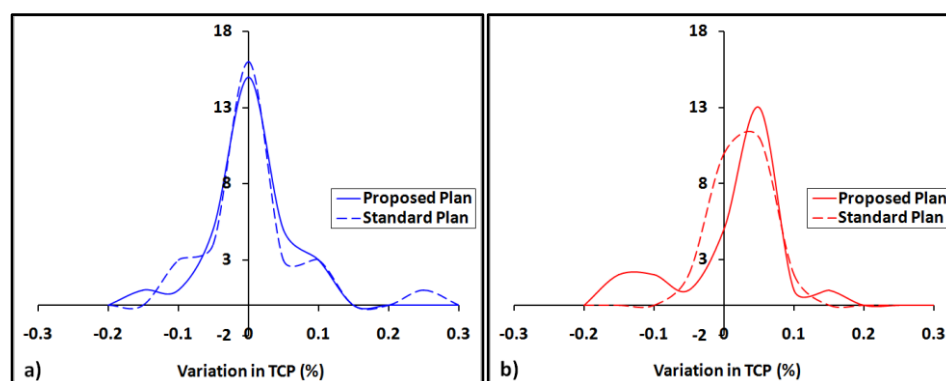 18
13
8
3
-2
-0.3 -0.2 -0.1 0 0.1 0.2 0.3
Proposed Plan
Standard Plan
a)
Variation in TCP (%)
18
13
8
3
-2
-0.3 -0.2 -0.1 0 0.1 0.2 0.3
Proposed Plan
Standard Plan
b)
Variation in TCP (%)